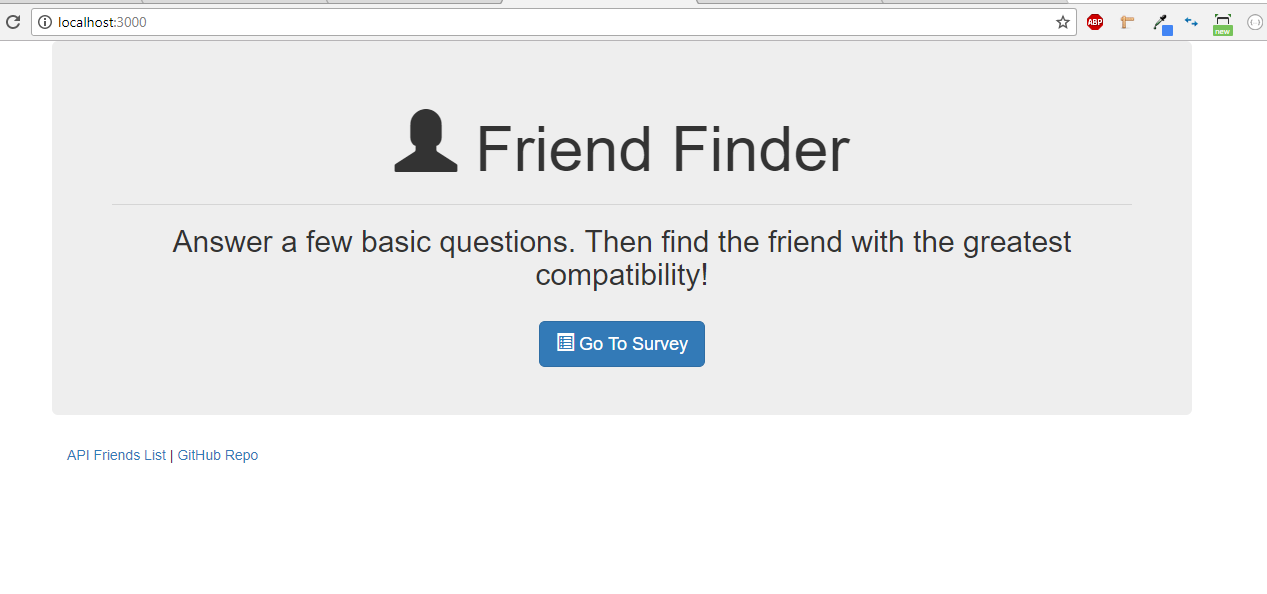 localhost:3000
ABP
new
Friend Finder
Answer a few basic questions. Then find the friend with the greatest
compatibility!
Go To Survey
API Friends List | GitHub Repo